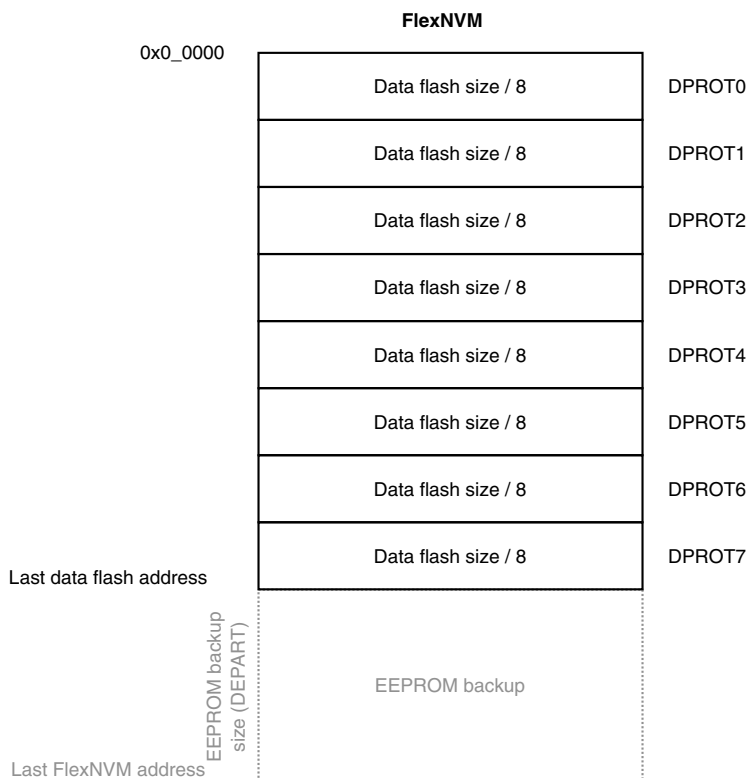 FlexNVM
0x0_0000
Data flash size / 8 DPROT0
Data flash size / 8 DPROT1
Data flash size / 8 DPROT2
Data flash size / 8 DPROT3
Data flash size / 8 DPROT4
Data flash size / 8 DPROT5
Data flash size / 8 DPROT6
Data flash size / 8 DPROT7
Last data flash address
EEPROM backup
size (DEPART)
EEPROM backup
Last FlexNVM address